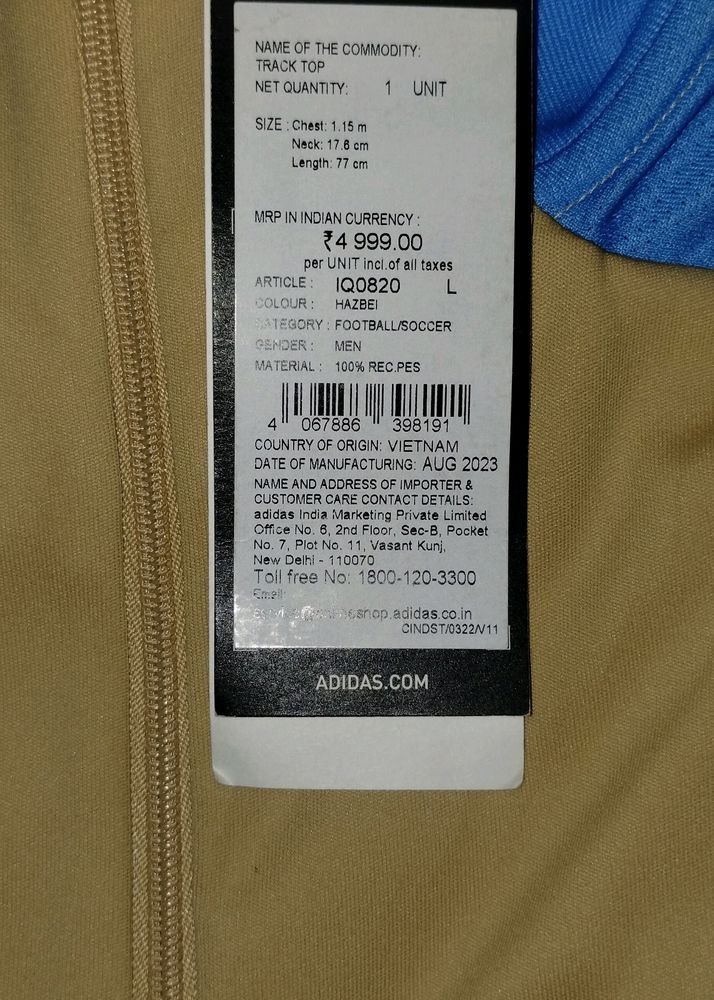 NAME OF THE COMMODITY:
TRACK TOP
NET QUANTITY: 1 UNIT
SIZE : Chest: 1.15 m
Neck: 17.6 cm
Length: 77 cm
MRP IN INDIAN CURRENCY :
₹4 999.00
per UNIT incl.of all taxes
ARTICLE : IQ0820 L
COLOUR : HAZBEI
CATEGORY : FOOTBALL/SOCCER
GENDER : MEN
MATERIAL : 100% REC.PES
4 067886 398191
COUNTRY OF ORIGIN: VIETNAM
DATE OF MANUFACTURING: AUG 2023
NAME AND ADDRESS OF IMPORTER &
CUSTOMER CARE CONTACT DETAILS:
adidas India Marketing Private Limited
Office No. 6, 2nd Floor, Sec-B, Pocket
No. 7, Plot No. 11, Vasant Kunj,
New Delhi - 110070
Toll free No: 1800-120-3300
Email:
shop.adidas.co.in
CINDST/0322/V11
ADIDAS.COM